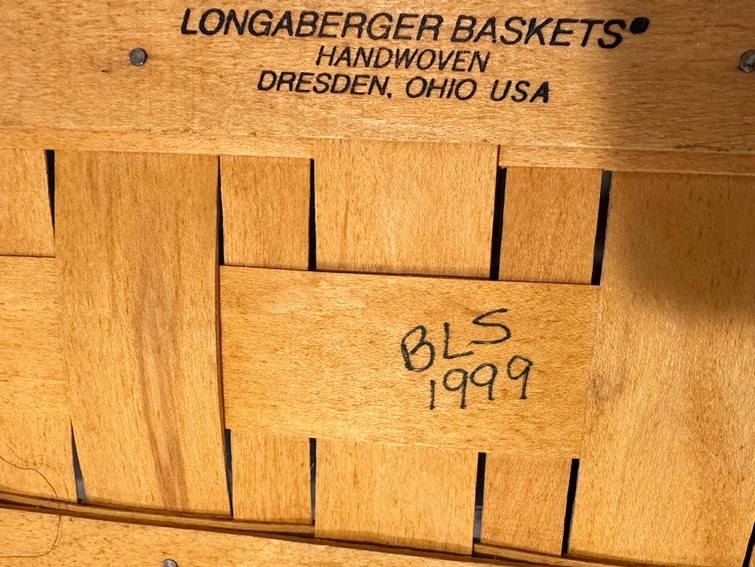 LONGABERGER BASKETS®
HANDWOVEN
DRESDEN, OHIO USA
BLS
1999